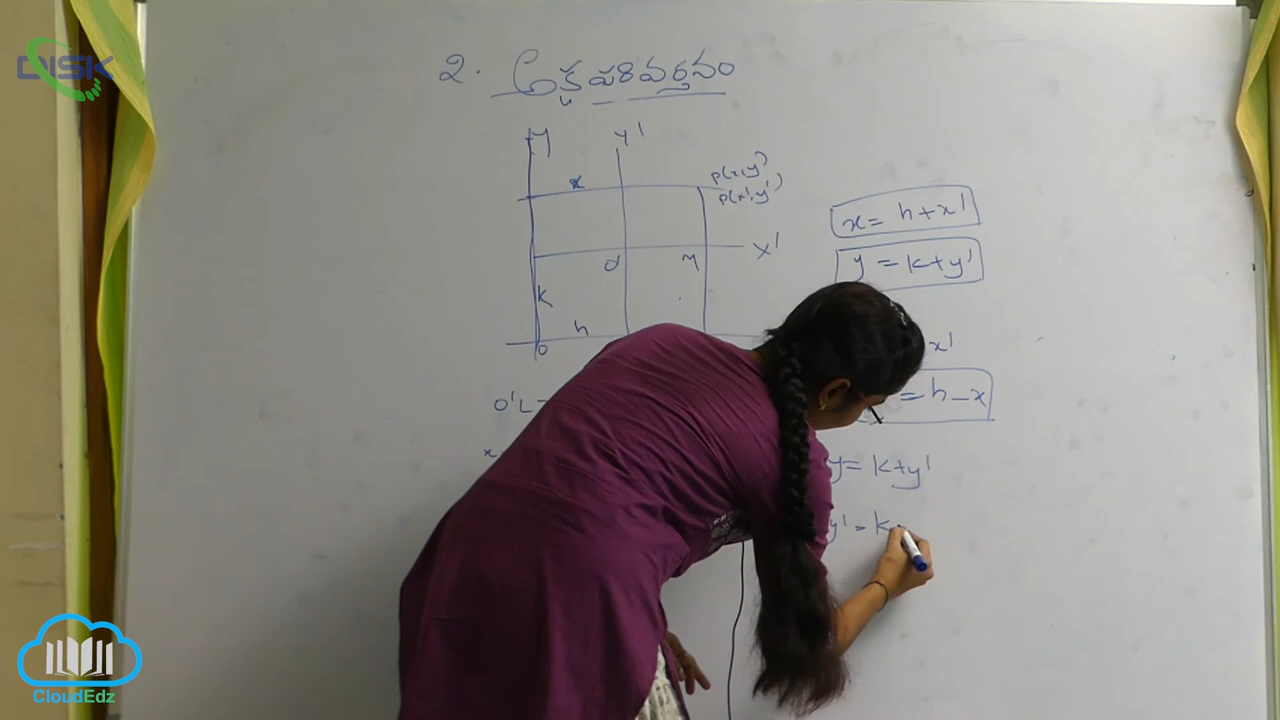 DISK
2. అక్షపరివర్తనం
y y'
x
P(x,y)
P(x',y')
x'
o' M
K
h
O
O'L=
x
x = h+x'
y = k+y'
x'
= h-x
y = k+y'
y' = k
CloudEdz